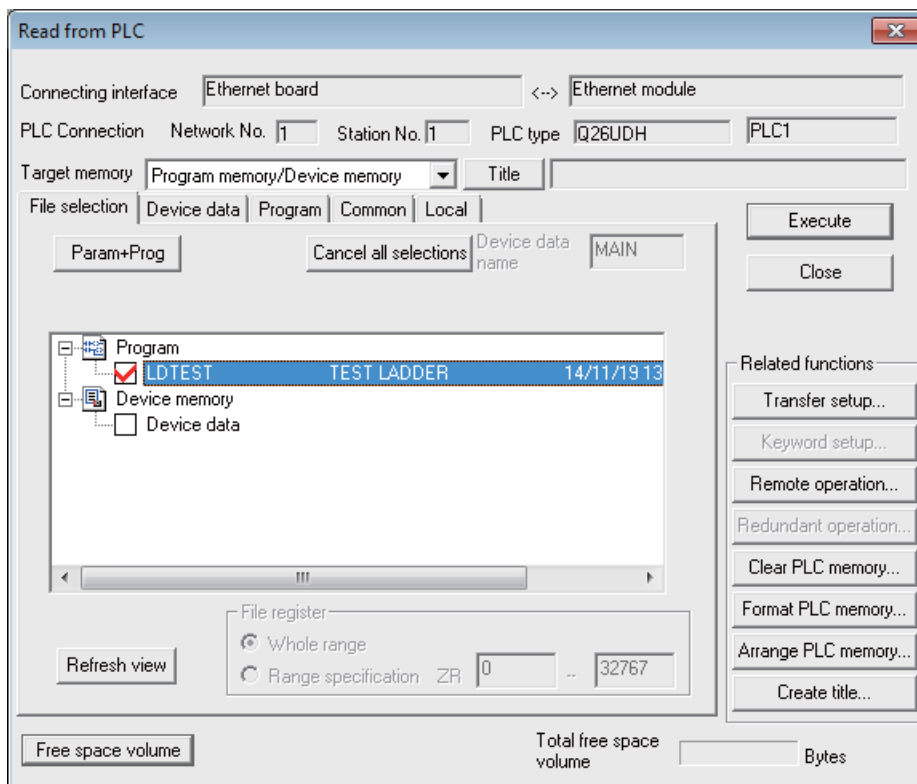 Read from PLC
Connecting interface Ethernet board <--> Ethernet module
PLC Connection Network No. 1 Station No. 1 PLC type Q26UDH PLC1
Target memory Program memory/Device memory Title
File selection Device data Program Common Local
Execute
Param+Prog Cancel all selections Device data name MAIN
Close
Program
LDTEST TEST LADDER 14/11/19 13
Device memory
Device data
Related functions
Transfer setup...
Keyword setup...
Remote operation...
Redundant operation...
Clear PLC memory...
Format PLC memory...
Arrange PLC memory...
Create title...
File register
Whole range
Refresh view
Range specification ZR 0 .. 32767
Free space volume
Total free space volume Bytes